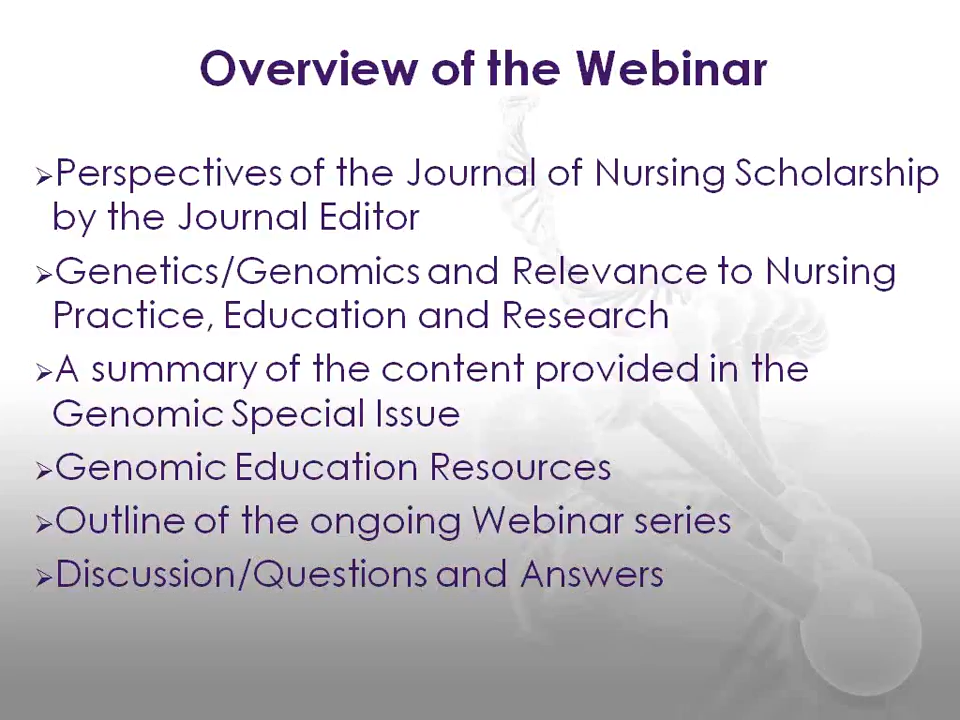 Overview of the Webinar
➢Perspectives of the Journal of Nursing Scholarship
by the Journal Editor
➢Genetics/Genomics and Relevance to Nursing
Practice, Education and Research
➢A summary of the content provided in the
Genomic Special Issue
➢Genomic Education Resources
➢Outline of the ongoing Webinar series
➢Discussion/Questions and Answers